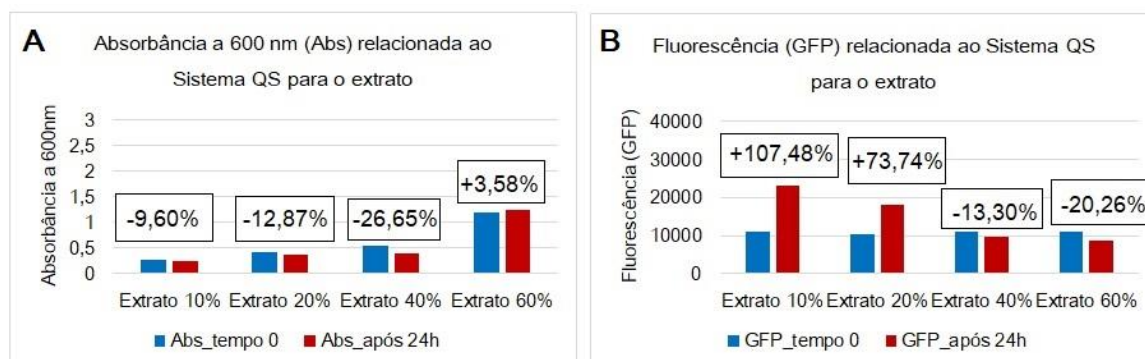 A
Absorbância a 600 nm (Abs) relacionada ao
Sistema QS para o extrato
Absorbância a 600nm
3
2,5
2
1,5
1
0,5
0
-9,60%
-12,87%
-26,65%
+3,58%
Extrato 10% Extrato 20% Extrato 40% Extrato 60%
Abs_tempo 0 Abs_após 24h
B
Fluorescência (GFP) relacionada ao Sistema QS
para o extrato
Fluorescência (GFP)
40000
30000
20000
10000
0
+107,48%
+73,74%
-13,30%
-20,26%
Extrato 10% Extrato 20% Extrato 40% Extrato 60%
GFP_tempo 0 GFP_após 24h